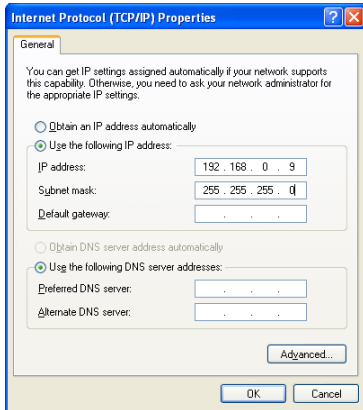 Internet Protocol (TCP/IP) Properties
General
You can get IP settings assigned automatically if your network supports
this capability. Otherwise, you need to ask your network administrator for
the appropriate IP settings.
Obtain an IP address automatically
Use the following IP address:
IP address: 192 . 168 . 0 . 9
Subnet mask: 255 . 255 . 255 . 0
Default gateway: . . .
Obtain DNS server address automatically
Use the following DNS server addresses:
Preferred DNS server: . . .
Alternate DNS server: . . .
Advanced...
OK Cancel